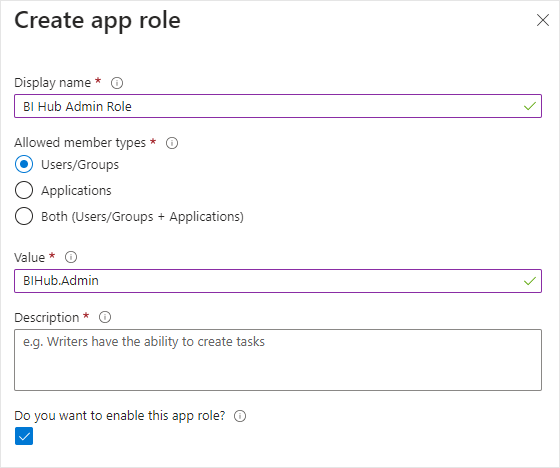 Create app role
Display name *
BI Hub Admin Role
Allowed member types *
Users/Groups
Applications
Both (Users/Groups + Applications)
Value *
BIHub.Admin
Description *
e.g. Writers have the ability to create tasks
Do you want to enable this app role?